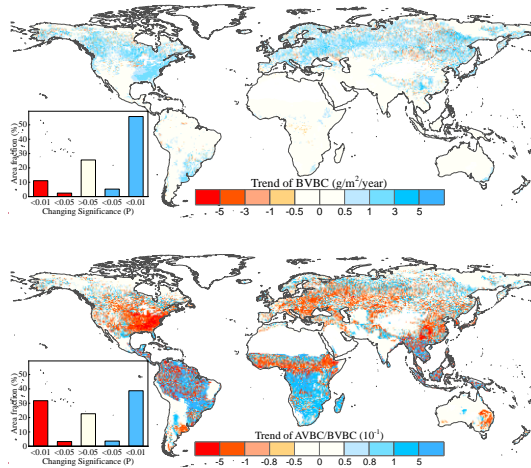 Area fraction (%)
50
40
30
20
10
0
<0.01 <0.05 >0.05 <0.05 <0.01
Changing Significance (P)
Trend of BVBC (g/m²/year)
-5 -3 -1 -0.5 0 0.5 1 3 5
Area fraction (%)
50
40
30
20
10
0
<0.01 <0.05 >0.05 <0.05 <0.01
Changing Significance (P)
Trend of AVBC/BVBC (10⁻¹)
-5 -1 -0.8 -0.5 0 0.5 0.8 1 5